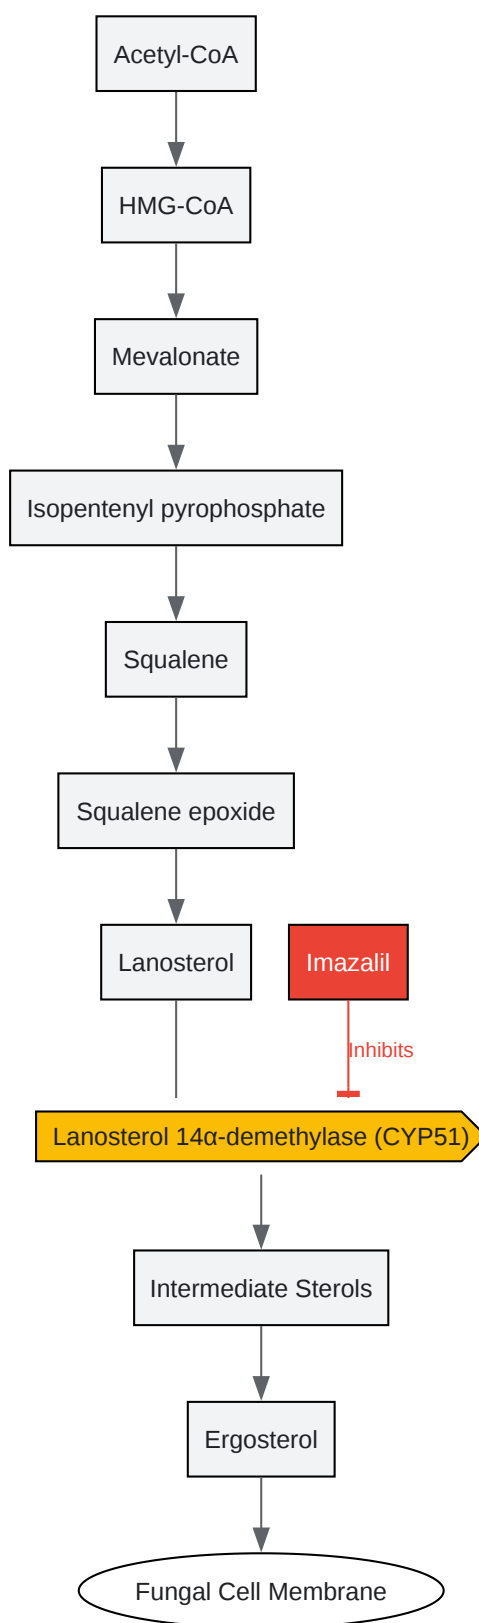 Acetyl-CoA
HMG-CoA
Mevalonate
Isopentenyl pyrophosphate
Squalene
Squalene epoxide
Lanosterol
Imazalil
Inhibits
Lanosterol 14α-demethylase (CYP51)
Intermediate Sterols
Ergosterol
Fungal Cell Membrane